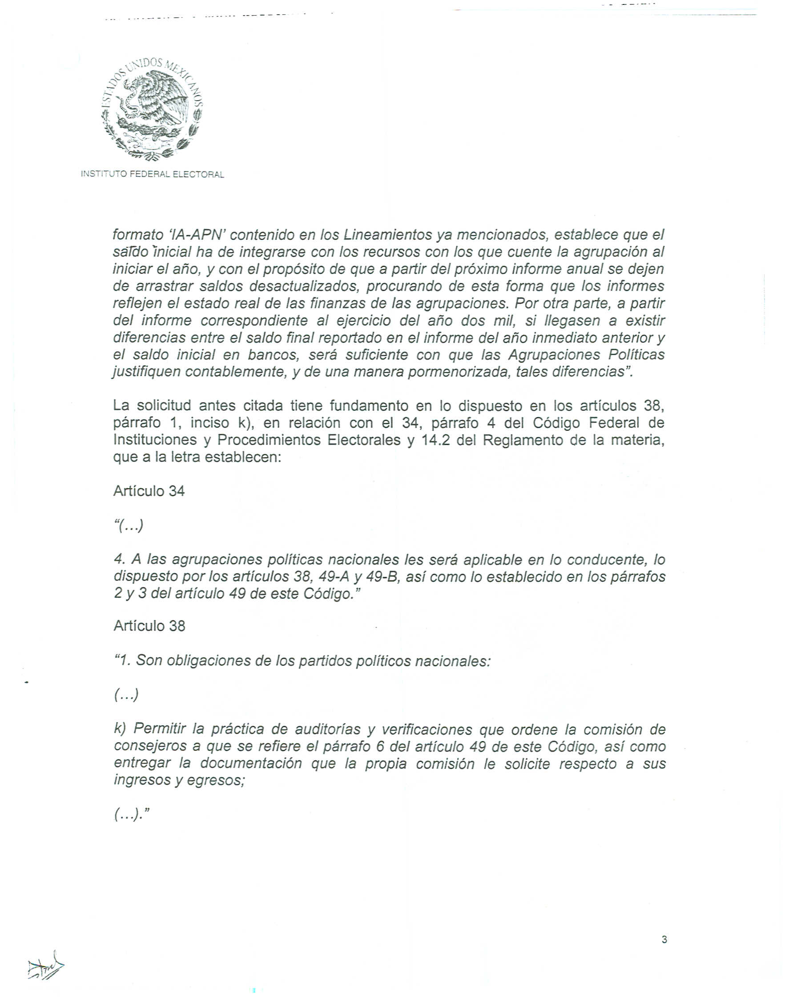 ESTADOS UNIDOS MEXICANOS
INSTITUTO FEDERAL ELECTORAL
formato ‘IA-APN’ contenido en los Lineamientos ya mencionados, establece que el
saldo inicial ha de integrarse con los recursos con los que cuente la agrupación al
iniciar el año, y con el propósito de que a partir del próximo informe anual se dejen
de arrastrar saldos desactualizados, procurando de esta forma que los informes
reflejen el estado real de las finanzas de las agrupaciones. Por otra parte, a partir
del informe correspondiente al ejercicio del año dos mil, si llegasen a existir
diferencias entre el saldo final reportado en el informe del año inmediato anterior y
el saldo inicial en bancos, será suficiente con que las Agrupaciones Políticas
justifiquen contablemente, y de una manera pormenorizada, tales diferencias”.
La solicitud antes citada tiene fundamento en lo dispuesto en los artículos 38,
párrafo 1, inciso k), en relación con el 34, párrafo 4 del Código Federal de
Instituciones y Procedimientos Electorales y 14.2 del Reglamento de la materia,
que a la letra establecen:
Artículo 34
“(...)
4. A las agrupaciones políticas nacionales les será aplicable en lo conducente, lo
dispuesto por los artículos 38, 49-A y 49-B, así como lo establecido en los párrafos
2 y 3 del artículo 49 de este Código.”
Artículo 38
“1. Son obligaciones de los partidos políticos nacionales:
(...)
k) Permitir la práctica de auditorías y verificaciones que ordene la comisión de
consejeros a que se refiere el párrafo 6 del artículo 49 de este Código, así como
entregar la documentación que la propia comisión le solicite respecto a sus
ingresos y egresos;
(...).”
3